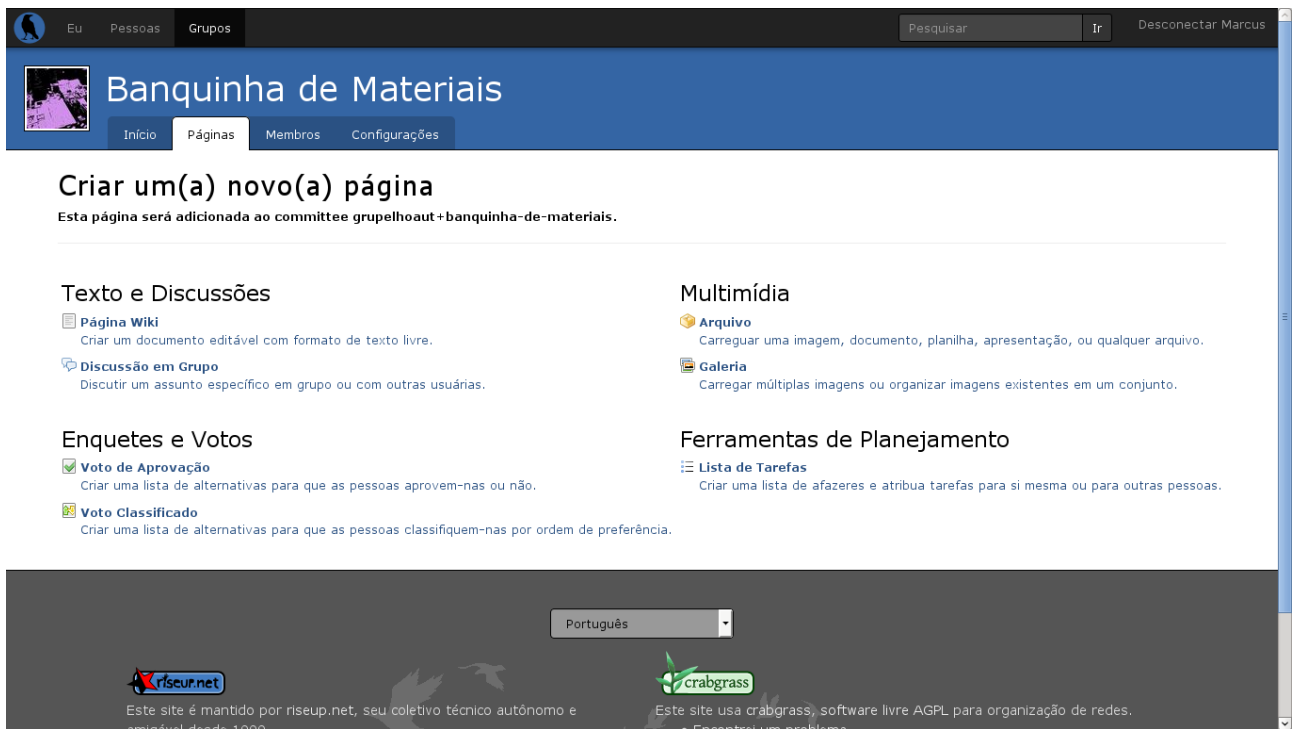 Eu Pessoas Grupos Pesquisar Ir Desconectar Marcus
Banquinha de Materiais
Início Páginas Membros Configurações
Criar um(a) novo(a) página
Esta página será adicionada ao committee grupelhoaut+banquinha-de-materiais.
Texto e Discussões
Página Wiki
Criar um documento editável com formato de texto livre.
Discussão em Grupo
Discutir um assunto específico em grupo ou com outras usuárias.
Multimídia
Arquivo
Carreguar uma imagem, documento, planilha, apresentação, ou qualquer arquivo.
Galeria
Carregar múltiplas imagens ou organizar imagens existentes em um conjunto.
Enquetes e Votos
Voto de Aprovação
Criar uma lista de alternativas para que as pessoas aprovem-nas ou não.
Voto Classificado
Criar uma lista de alternativas para que as pessoas classifiquem-nas por ordem de preferência.
Ferramentas de Planejamento
Lista de Tarefas
Criar uma lista de afazeres e atribua tarefas para si mesma ou para outras pessoas.
Português
riseup.net
Este site é mantido por riseup.net, seu coletivo técnico autônomo e
amigável desde 1999
crabgrass
Este site usa crabgrass, software livre AGPL para organização de redes.
• Encontrei um problema